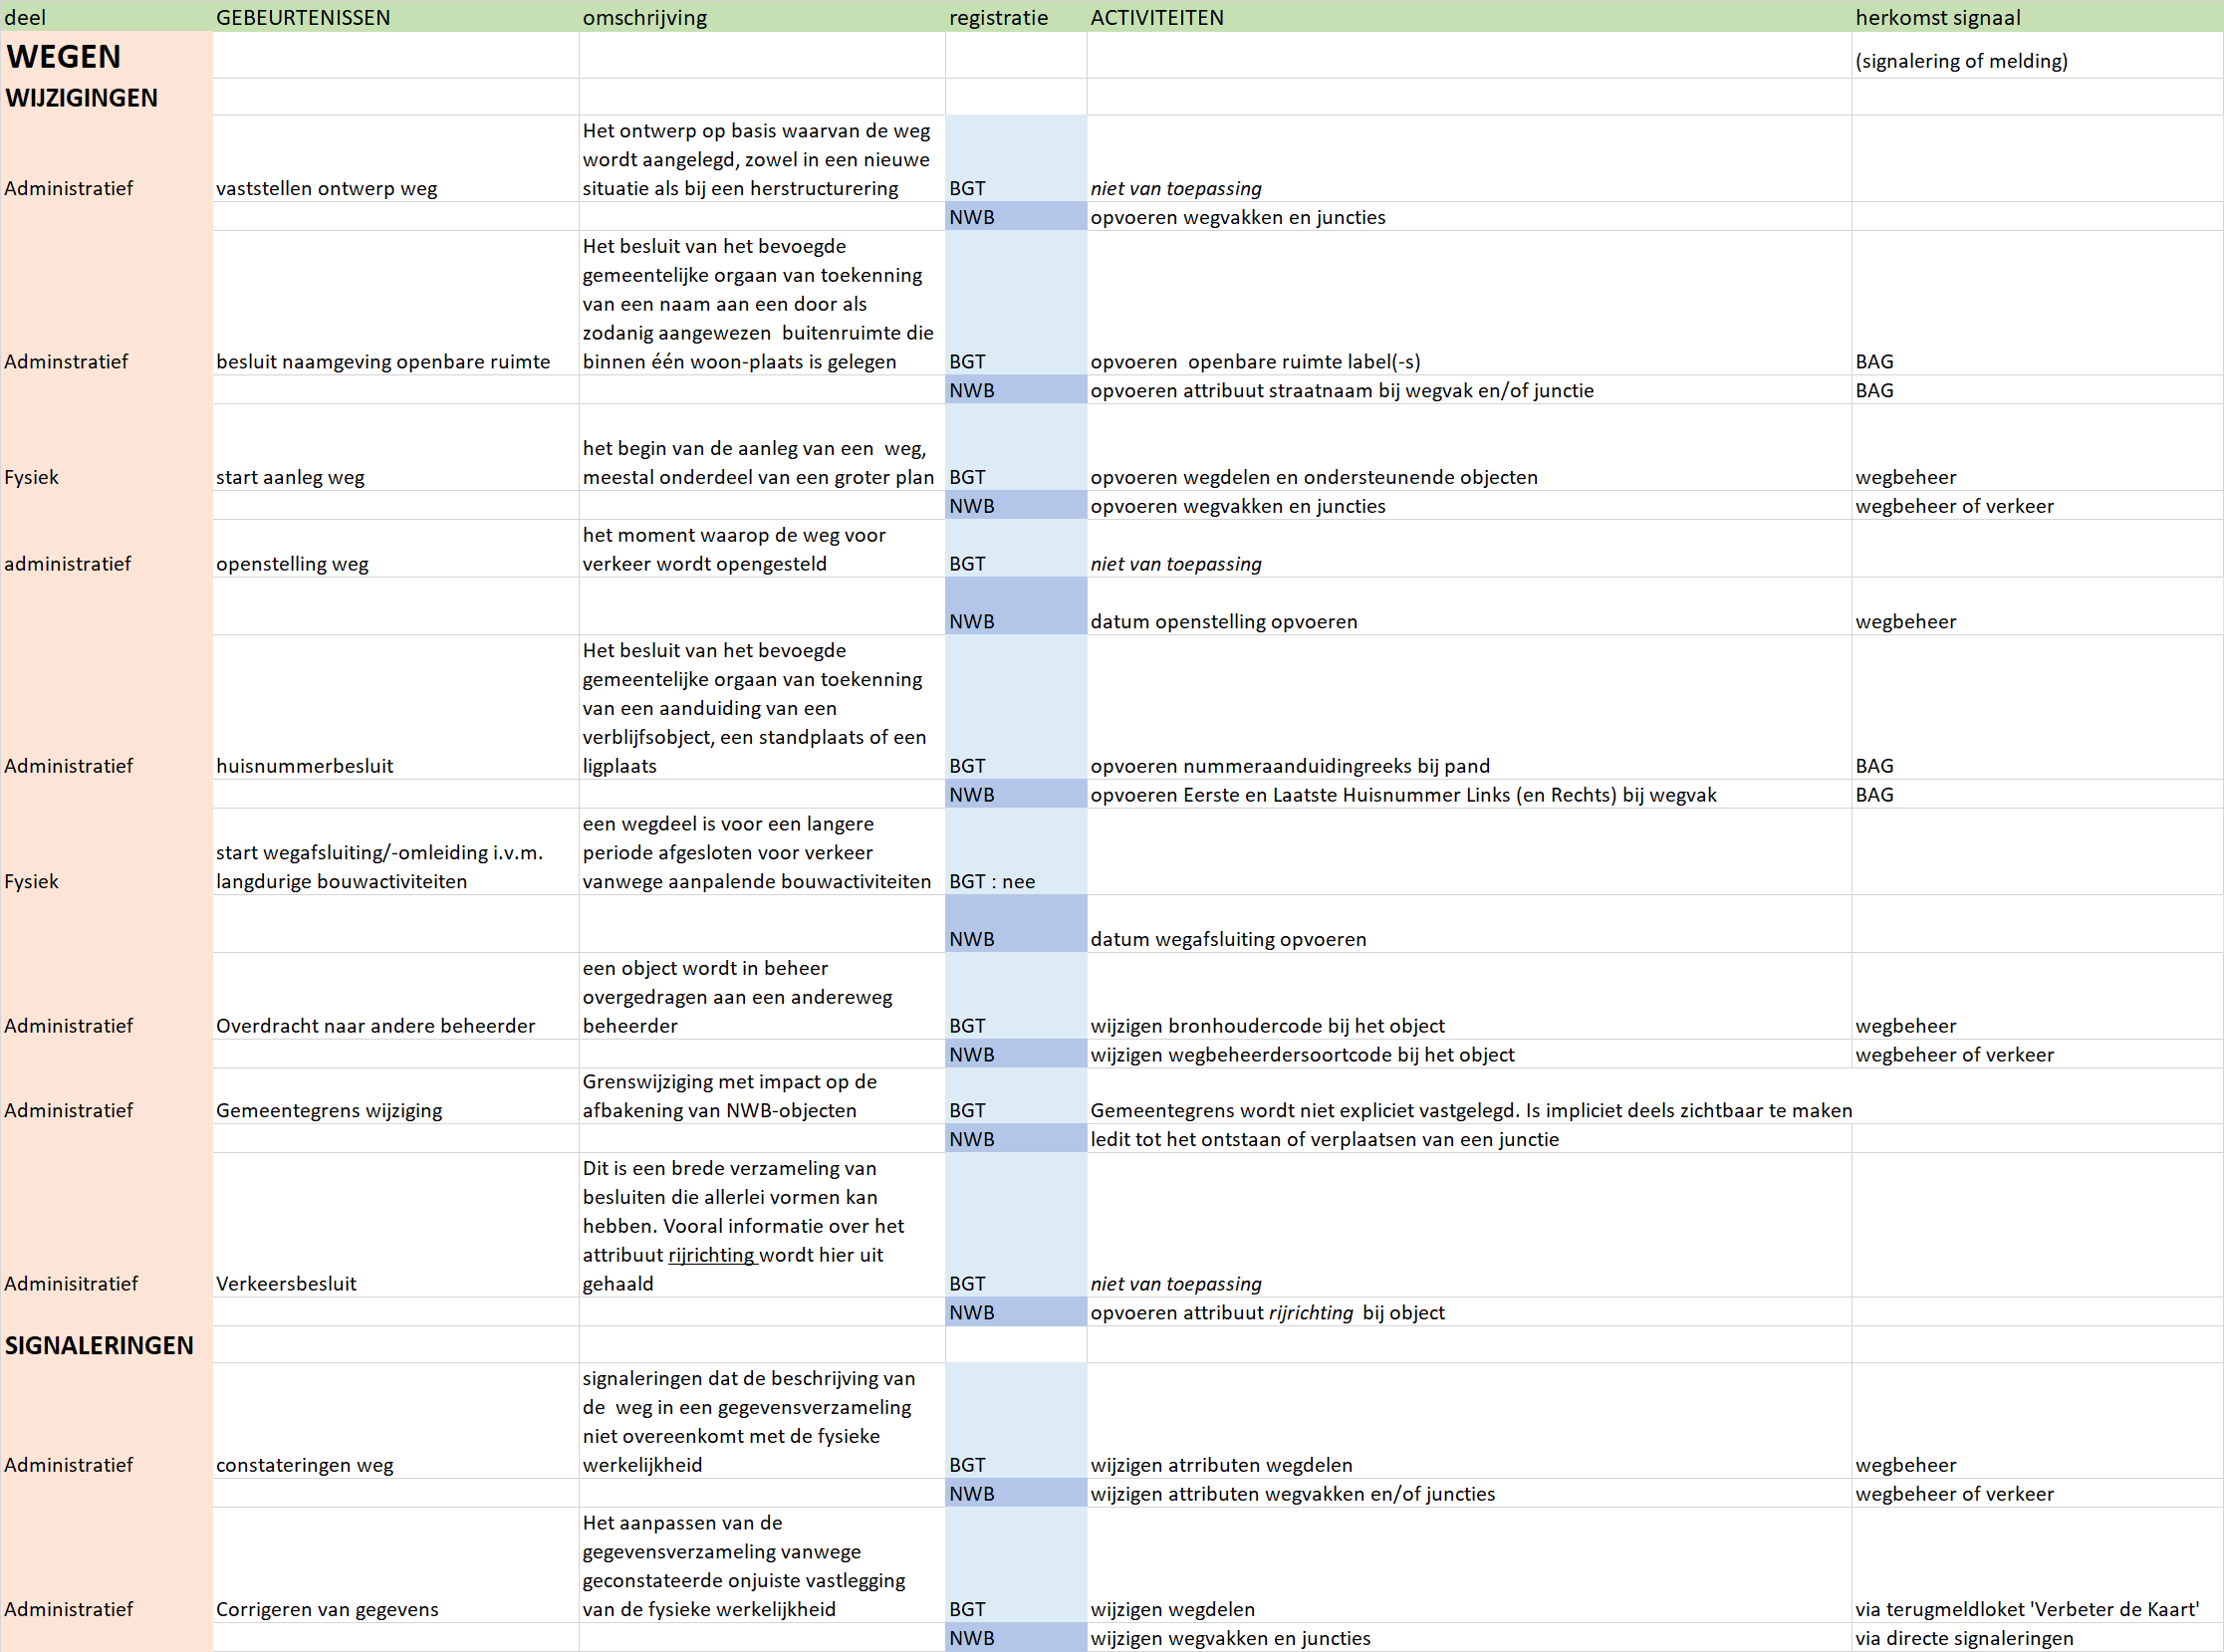 deel GEBEURTENISSEN omschrijving registratie ACTIVITEITEN herkomst signaal
WEGEN (signalering of melding)
WIJZIGINGEN
Het ontwerp op basis waarvan de weg
wordt aangelegd, zowel in een nieuwe
Administratief vaststellen ontwerp weg situatie als bij een herstructurering BGT niet van toepassing
NWB opvoeren wegvakken en juncties
Het besluit van het bevoegde
gemeentelijke orgaan van toekenning
van een naam aan een door als
zodanig aangewezen  buitenruimte die
Adminstratief besluit naamgeving openbare ruimte binnen één woon-plaats is gelegen BGT opvoeren  openbare ruimte label(-s) BAG
NWB opvoeren attribuut straatnaam bij wegvak en/of junctie BAG
het begin van de aanleg van een  weg,
Fysiek start aanleg weg meestal onderdeel van een groter plan BGT opvoeren wegdelen en ondersteunende objecten wegbeheer
NWB opvoeren wegvakken en juncties wegbeheer of verkeer
het moment waarop de weg voor
administratief openstelling weg verkeer wordt opengesteld BGT niet van toepassing
NWB datum openstelling opvoeren wegbeheer
Het besluit van het bevoegde
gemeentelijke orgaan van toekenning
van een aanduiding van een
verblijfsobject, een standplaats of een
Administratief huisnummerbesluit ligplaats BGT opvoeren nummeraanduidingreeks bij pand BAG
NWB opvoeren Eerste en Laatste Huisnummer Links (en Rechts) bij wegvak BAG
een wegdeel is voor een langere
start wegafsluiting/-omleiding i.v.m. periode afgesloten voor verkeer
Fysiek langdurige bouwactiviteiten vanwege aanpalende bouwactiviteiten BGT : nee
NWB datum wegafsluiting opvoeren
een object wordt in beheer
overgedragen aan een andereweg
Administratief Overdracht naar andere beheerder beheerder BGT wijzigen bronhoudercode bij het object wegbeheer
NWB wijzigen wegbeheerdersoortcode bij het object wegbeheer of verkeer
Grenswijziging met impact op de
Administratief Gemeentegrens wijziging afbakening van NWB-objecten BGT Gemeentegrens wordt niet expliciet vastgelegd. Is impliciet deels zichtbaar te maken
NWB ledit tot het ontstaan of verplaatsen van een junctie
Dit is een brede verzameling van
besluiten die allerlei vormen kan
hebben. Vooral informatie over het
attribuut rijrichting wordt hier uit
Adminisitratief Verkeersbesluit gehaald BGT niet van toepassing
NWB opvoeren attribuut rijrichting  bij object
SIGNALERINGEN
signaleringen dat de beschrijving van
de  weg in een gegevensverzameling
niet overeenkomt met de fysieke
Administratief constateringen weg werkelijkheid BGT wijzigen atrributen wegdelen wegbeheer
NWB wijzigen attributen wegvakken en/of juncties wegbeheer of verkeer
Het aanpassen van de
gegevensverzameling vanwege
geconstateerde onjuiste vastlegging
Administratief Corrigeren van gegevens van de fysieke werkelijkheid BGT wijzigen wegdelen via terugmeldloket 'Verbeter de Kaart'
NWB wijzigen wegvakken en juncties via directe signaleringen